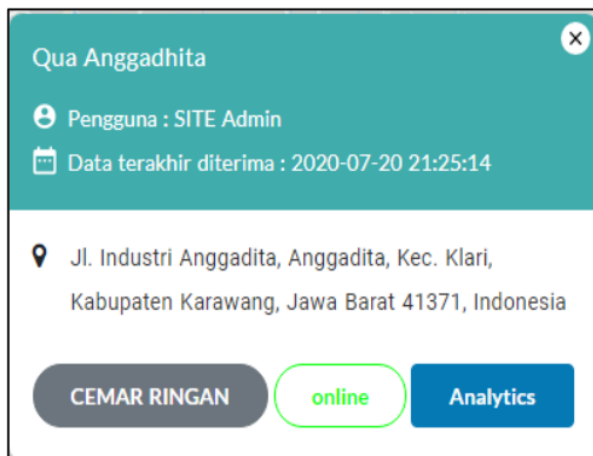 Qua Anggadhita
Pengguna : SITE Admin
Data terakhir diterima : 2020-07-20 21:25:14
Jl. Industri Anggadita, Anggadita, Kec. Klari,
Kabupaten Karawang, Jawa Barat 41371, Indonesia
CEMAR RINGAN online Analytics